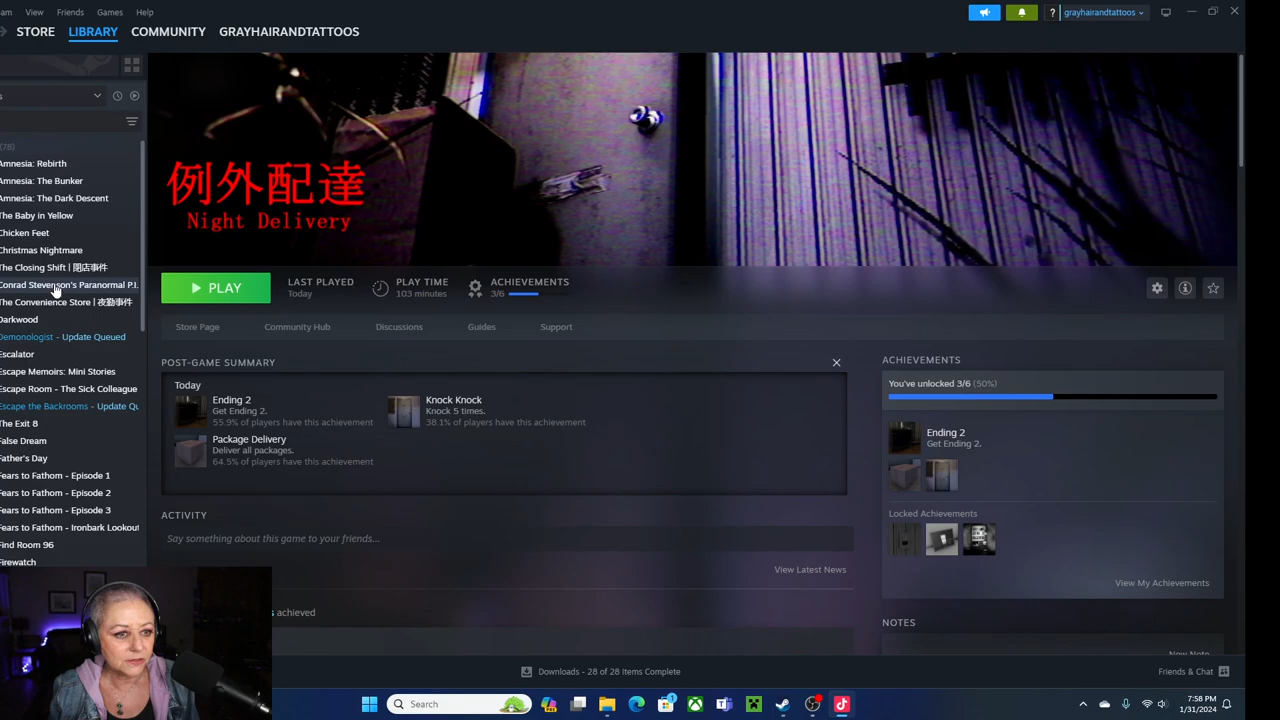 am View Friends Games Help
? grayhairandtattoos
STORE LIBRARY COMMUNITY GRAYHAIRANDTATTOOS
s
(78)
Amnesia: Rebirth
Amnesia: The Bunker
Amnesia: The Dark Descent
The Baby in Yellow
Chicken Feet
Christmas Nightmare
The Closing Shift | 閉店事件
Conrad Stevenson's Paranormal P.I.
The Convenience Store | 夜勤事件
Darkwood
Demonologist - Update Queued
Escalator
Escape Memoirs: Mini Stories
Escape Room - The Sick Colleague
Escape the Backrooms - Update Qu
The Exit 8
False Dream
Father's Day
Fears to Fathom - Episode 1
Fears to Fathom - Episode 2
Fears to Fathom - Episode 3
Fears to Fathom - Ironbark Lookout
Find Room 96
Firewatch
例外配達
Night Delivery
PLAY
LAST PLAYED
Today
PLAY TIME
103 minutes
ACHIEVEMENTS
3/6
Store Page Community Hub Discussions Guides Support
POST-GAME SUMMARY
Today
Ending 2
Get Ending 2.
55.9% of players have this achievement
Knock Knock
Knock 5 times.
38.1% of players have this achievement
Package Delivery
Deliver all packages.
64.5% of players have this achievement
ACTIVITY
Say something about this game to your friends...
View Latest News
s achieved
ACHIEVEMENTS
You've unlocked 3/6 (50%)
Ending 2
Get Ending 2.
Locked Achievements
View My Achievements
NOTES
New Note
Downloads - 28 of 28 Items Complete
Friends & Chat
Search
PRE
1
7:58 PM
1/31/2024